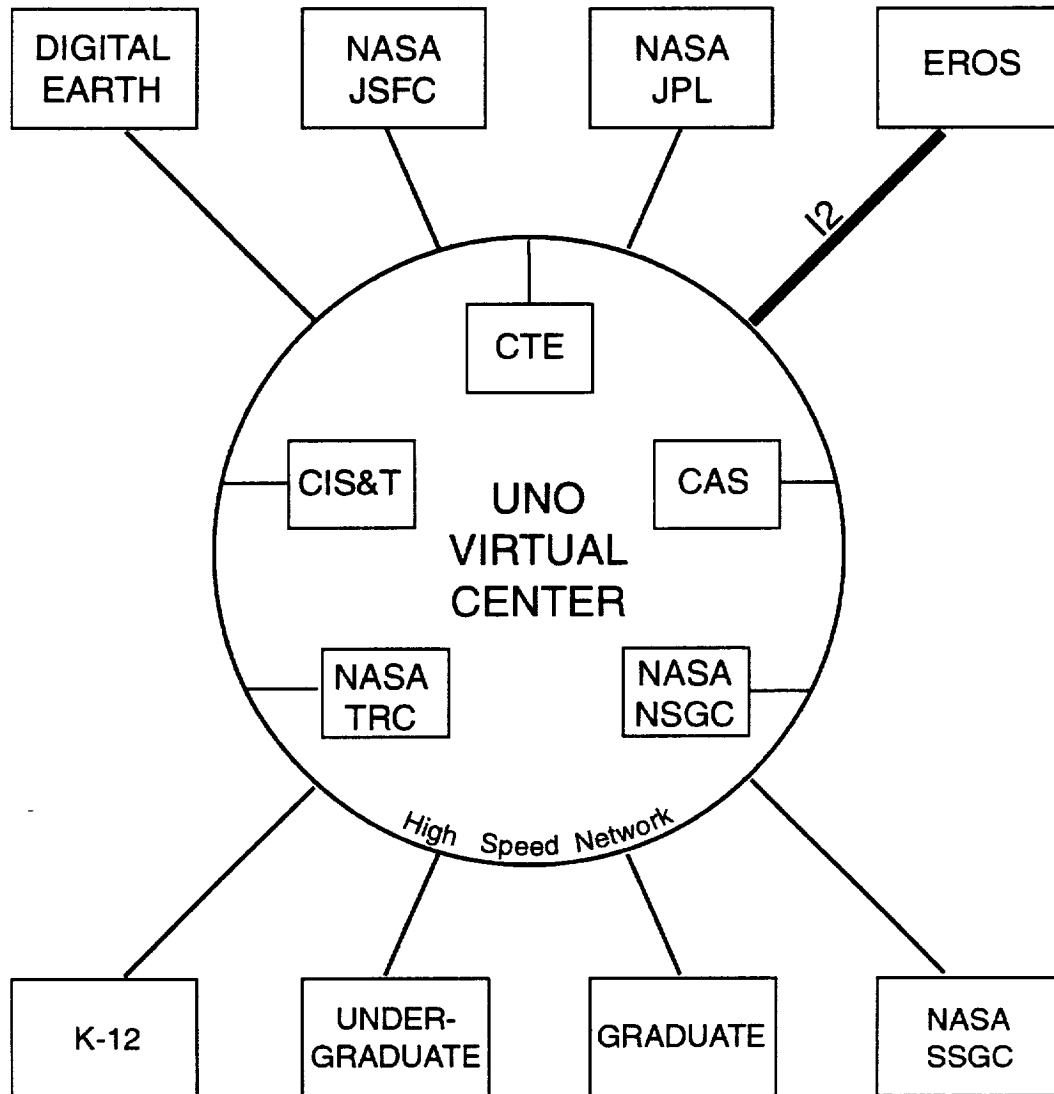 DIGITAL
EARTH
NASA
JSFC
NASA
JPL
EROS
I2
CTE
CIS&T
CAS
UNO
VIRTUAL
CENTER
NASA
TRC
NASA
NSGC
High Speed Network
K-12
UNDER-
GRADUATE
GRADUATE
NASA
SSGC